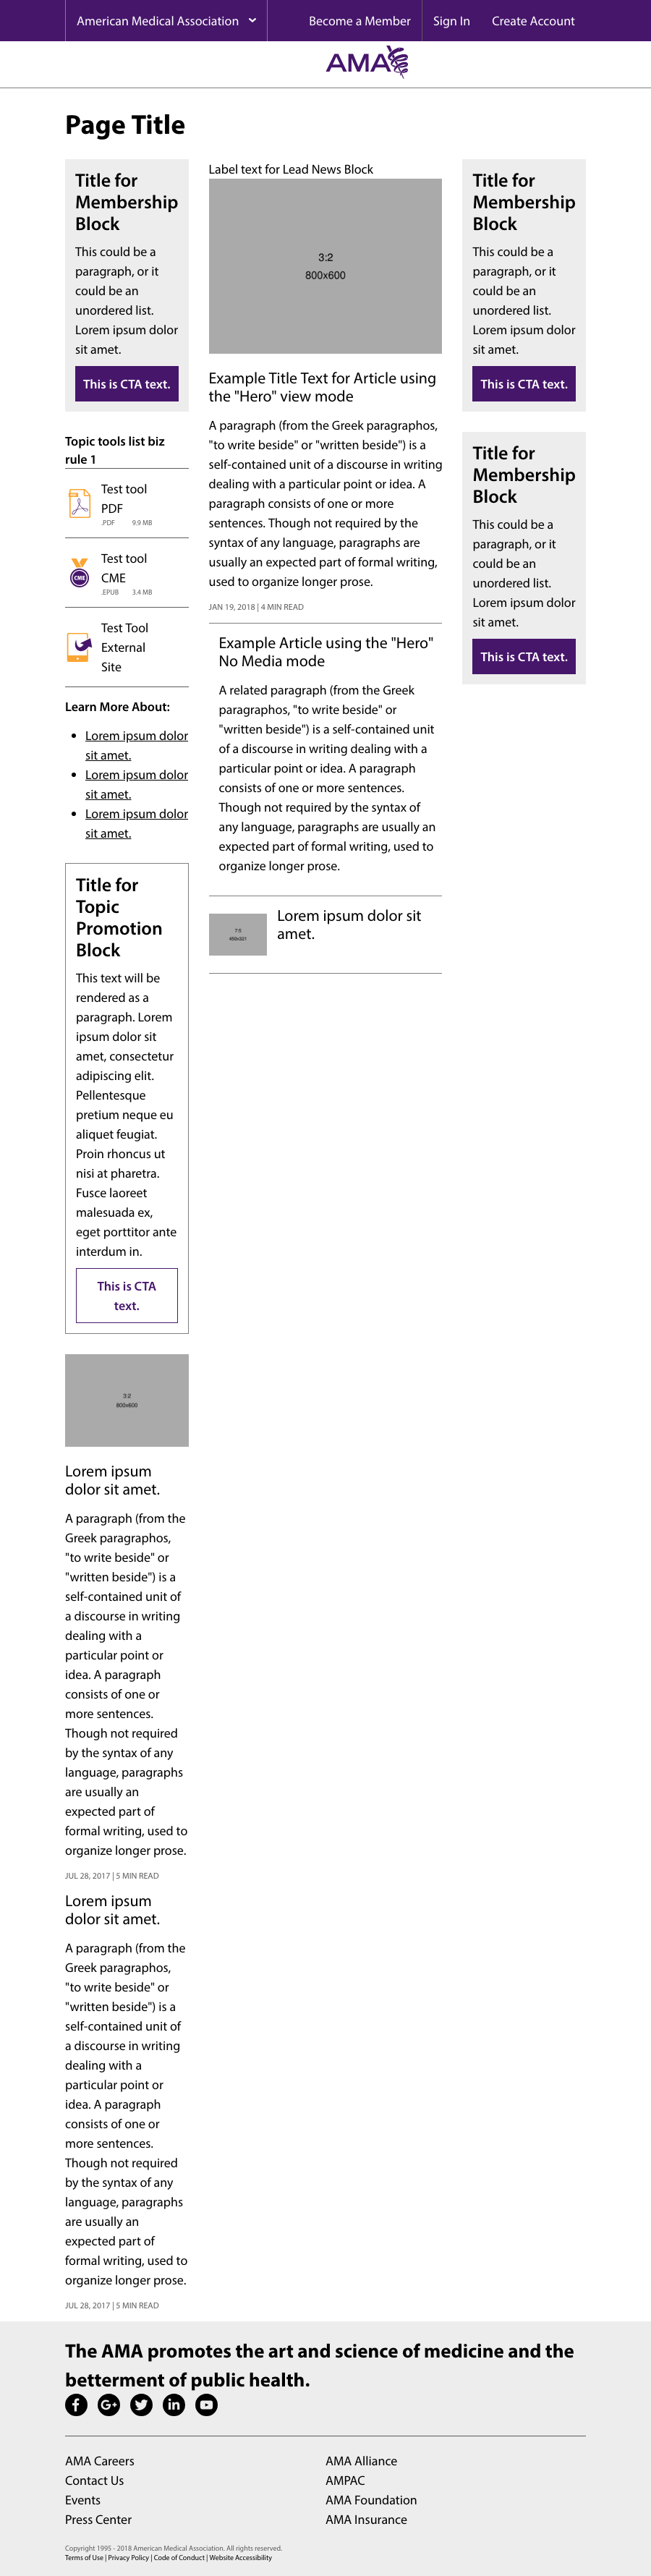 American Medical Association
Become a Member
Sign In
Create Account
AMA
Page Title
Title for
Membership
Block
This could be a
paragraph, or it
could be an
unordered list.
Lorem ipsum dolor
sit amet.
This is CTA text.
Topic tools list biz
rule 1
Test tool
PDF
.PDF 9.9 MB
Test tool
CME
CME
.EPUB 3.4 MB
Test Tool
External
Site
Learn More About:
Lorem ipsum dolor
sit amet.
Lorem ipsum dolor
sit amet.
Lorem ipsum dolor
sit amet.
Title for
Topic
Promotion
Block
This text will be
rendered as a
paragraph. Lorem
ipsum dolor sit
amet, consectetur
adipiscing elit.
Pellentesque
pretium neque eu
aliquet feugiat.
Proin rhoncus ut
nisi at pharetra.
Fusce laoreet
malesuada ex,
eget porttitor ante
interdum in.
This is CTA
text.
3:2
800x600
Lorem ipsum
dolor sit amet.
A paragraph (from the
Greek paragraphos,
"to write beside" or
"written beside") is a
self-contained unit of
a discourse in writing
dealing with a
particular point or
idea. A paragraph
consists of one or
more sentences.
Though not required
by the syntax of any
language, paragraphs
are usually an
expected part of
formal writing, used to
organize longer prose.
JUL 28, 2017 | 5 MIN READ
Lorem ipsum
dolor sit amet.
A paragraph (from the
Greek paragraphos,
"to write beside" or
"written beside") is a
self-contained unit of
a discourse in writing
dealing with a
particular point or
idea. A paragraph
consists of one or
more sentences.
Though not required
by the syntax of any
language, paragraphs
are usually an
expected part of
formal writing, used to
organize longer prose.
JUL 28, 2017 | 5 MIN READ
Label text for Lead News Block
3:2
800x600
Example Title Text for Article using
the "Hero" view mode
A paragraph (from the Greek paragraphos,
"to write beside" or "written beside") is a
self-contained unit of a discourse in writing
dealing with a particular point or idea. A
paragraph consists of one or more
sentences. Though not required by the
syntax of any language, paragraphs are
usually an expected part of formal writing,
used to organize longer prose.
JAN 19, 2018 | 4 MIN READ
Example Article using the "Hero"
No Media mode
A related paragraph (from the Greek
paragraphos, "to write beside" or
"written beside") is a self-contained unit
of a discourse in writing dealing with a
particular point or idea. A paragraph
consists of one or more sentences.
Though not required by the syntax of
any language, paragraphs are usually an
expected part of formal writing, used to
organize longer prose.
Lorem ipsum dolor sit
amet.
Title for
Membership
Block
This could be a
paragraph, or it
could be an
unordered list.
Lorem ipsum dolor
sit amet.
This is CTA text.
Title for
Membership
Block
This could be a
paragraph, or it
could be an
unordered list.
Lorem ipsum dolor
sit amet.
This is CTA text.
The AMA promotes the art and science of medicine and the
betterment of public health.
AMA Careers
Contact Us
Events
Press Center
AMA Alliance
AMPAC
AMA Foundation
AMA Insurance
Copyright 1995 - 2018 American Medical Association. All rights reserved.
Terms of Use | Privacy Policy | Code of Conduct | Website Accessibility